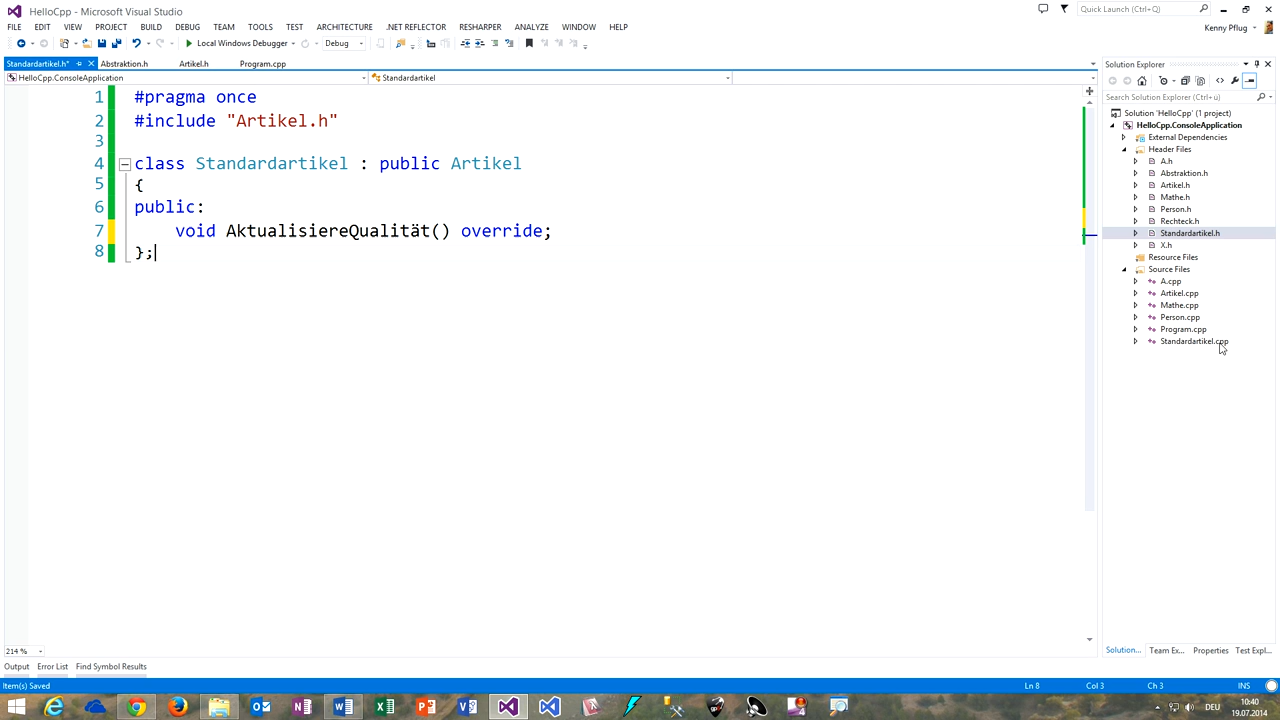 HelloCpp - Microsoft Visual Studio
Quick Launch (Ctrl+Q)
FILE EDIT VIEW PROJECT BUILD DEBUG TEAM TOOLS TEST ARCHITECTURE .NET REFLECTOR RESHARPER ANALYZE WINDOW HELP
Kenny Pflug
Local Windows Debugger Debug
Standardartikel.h* Abstraktion.h Artikel.h Program.cpp
HelloCpp.ConsoleApplication Standardartikel
1 #pragma once
2 #include "Artikel.h"
3
4 class Standardartikel : public Artikel
5 {
6 public:
7 void AktualisiereQualität() override;
8 };
214 %
Solution Explorer
Search Solution Explorer (Ctrl+ü)
Solution 'HelloCpp' (1 project)
HelloCpp.ConsoleApplication
External Dependencies
Header Files
A.h
Abstraktion.h
Artikel.h
Mathe.h
Person.h
Rechteck.h
Standardartikel.h
X.h
Resource Files
Source Files
A.cpp
Artikel.cpp
Mathe.cpp
Person.cpp
Program.cpp
Standardartikel.cpp
Solution... Team Ex... Properties Test Expl...
Output Error List Find Symbol Results
Item(s) Saved Ln 8 Col 3 Ch 3 INS
DEU
10:40
19.07.2014